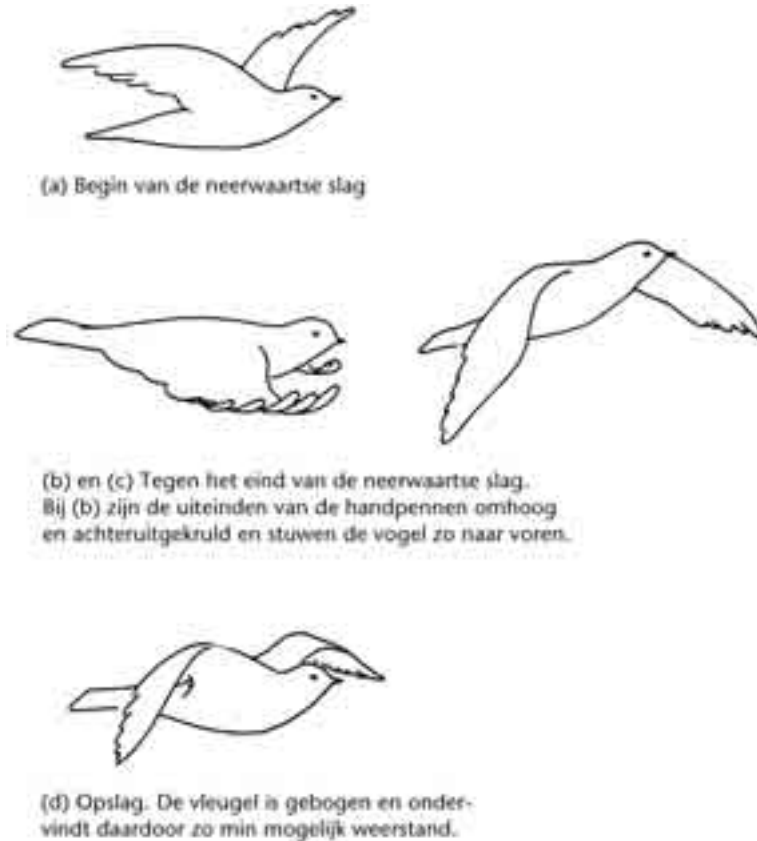 (a) Begin van de neerwaartse slag
(b) en (c) Tegen het eind van de neerwaartse slag.
Bij (b) zijn de uiteinden van de handpennen omhoog
en achteruitgekruld en stuwen de vogel zo naar voren.
(d) Opslag. De vleugel is gebogen en onder-
vindt daardoor zo min mogelijk weerstand.